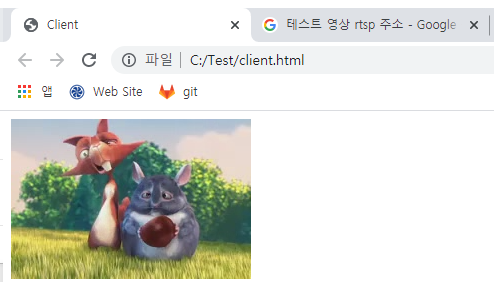 Client
테스트 영상 rtsp 주소 - Google
파일 C:/Test/client.html
앱 Web Site git